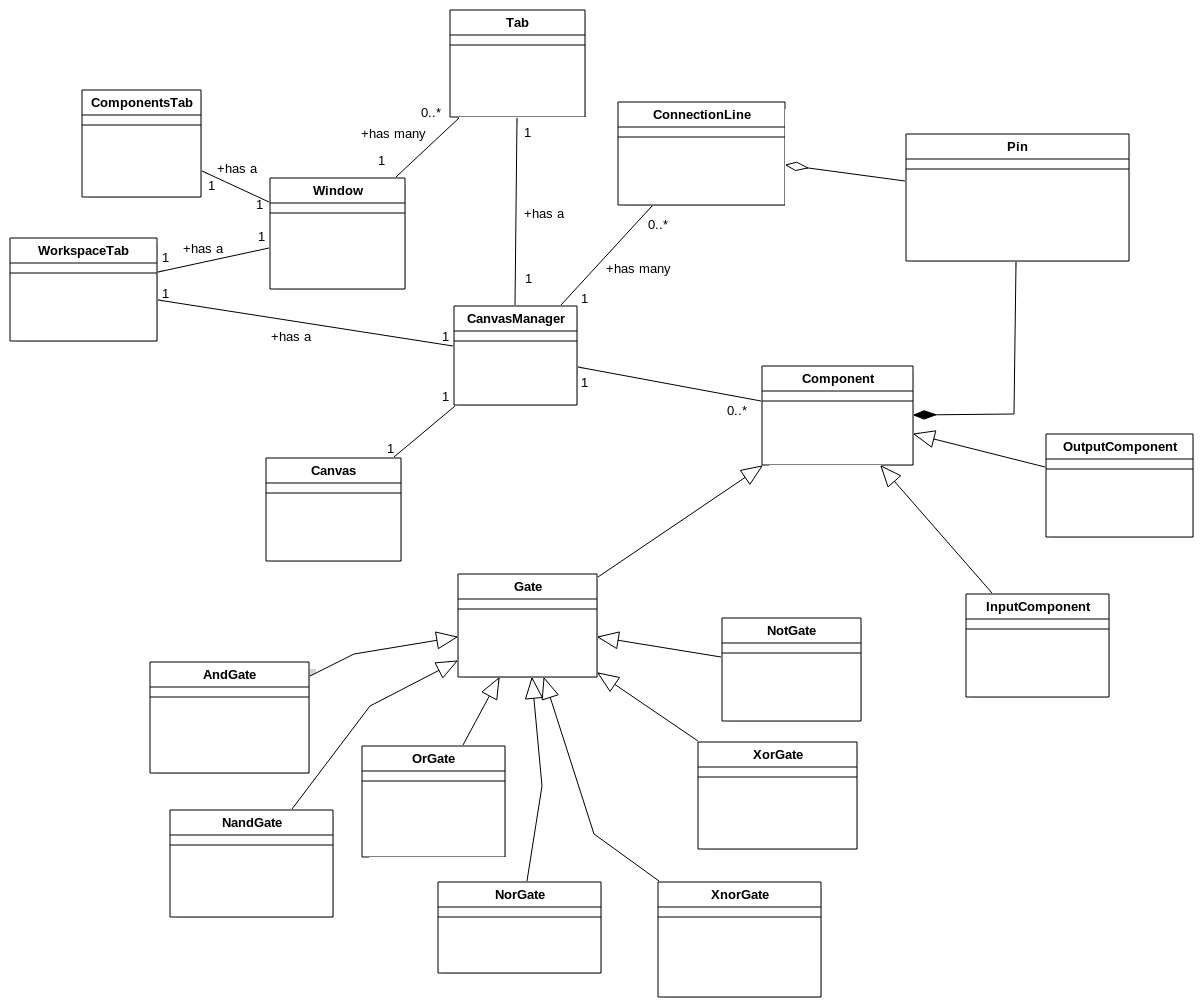 Tab
0..*
+has many
1
1
ComponentsTab
+has a
1
1
ConnectionLine
Pin
Window
WorkspaceTab
1
+has a
1
1
+has a
1
+has a
1
0..*
+has many
1
CanvasManager
1
0..*
Component
1
1
Canvas
OutputComponent
Gate
InputComponent
NotGate
AndGate
OrGate
XorGate
NandGate
NorGate
XnorGate